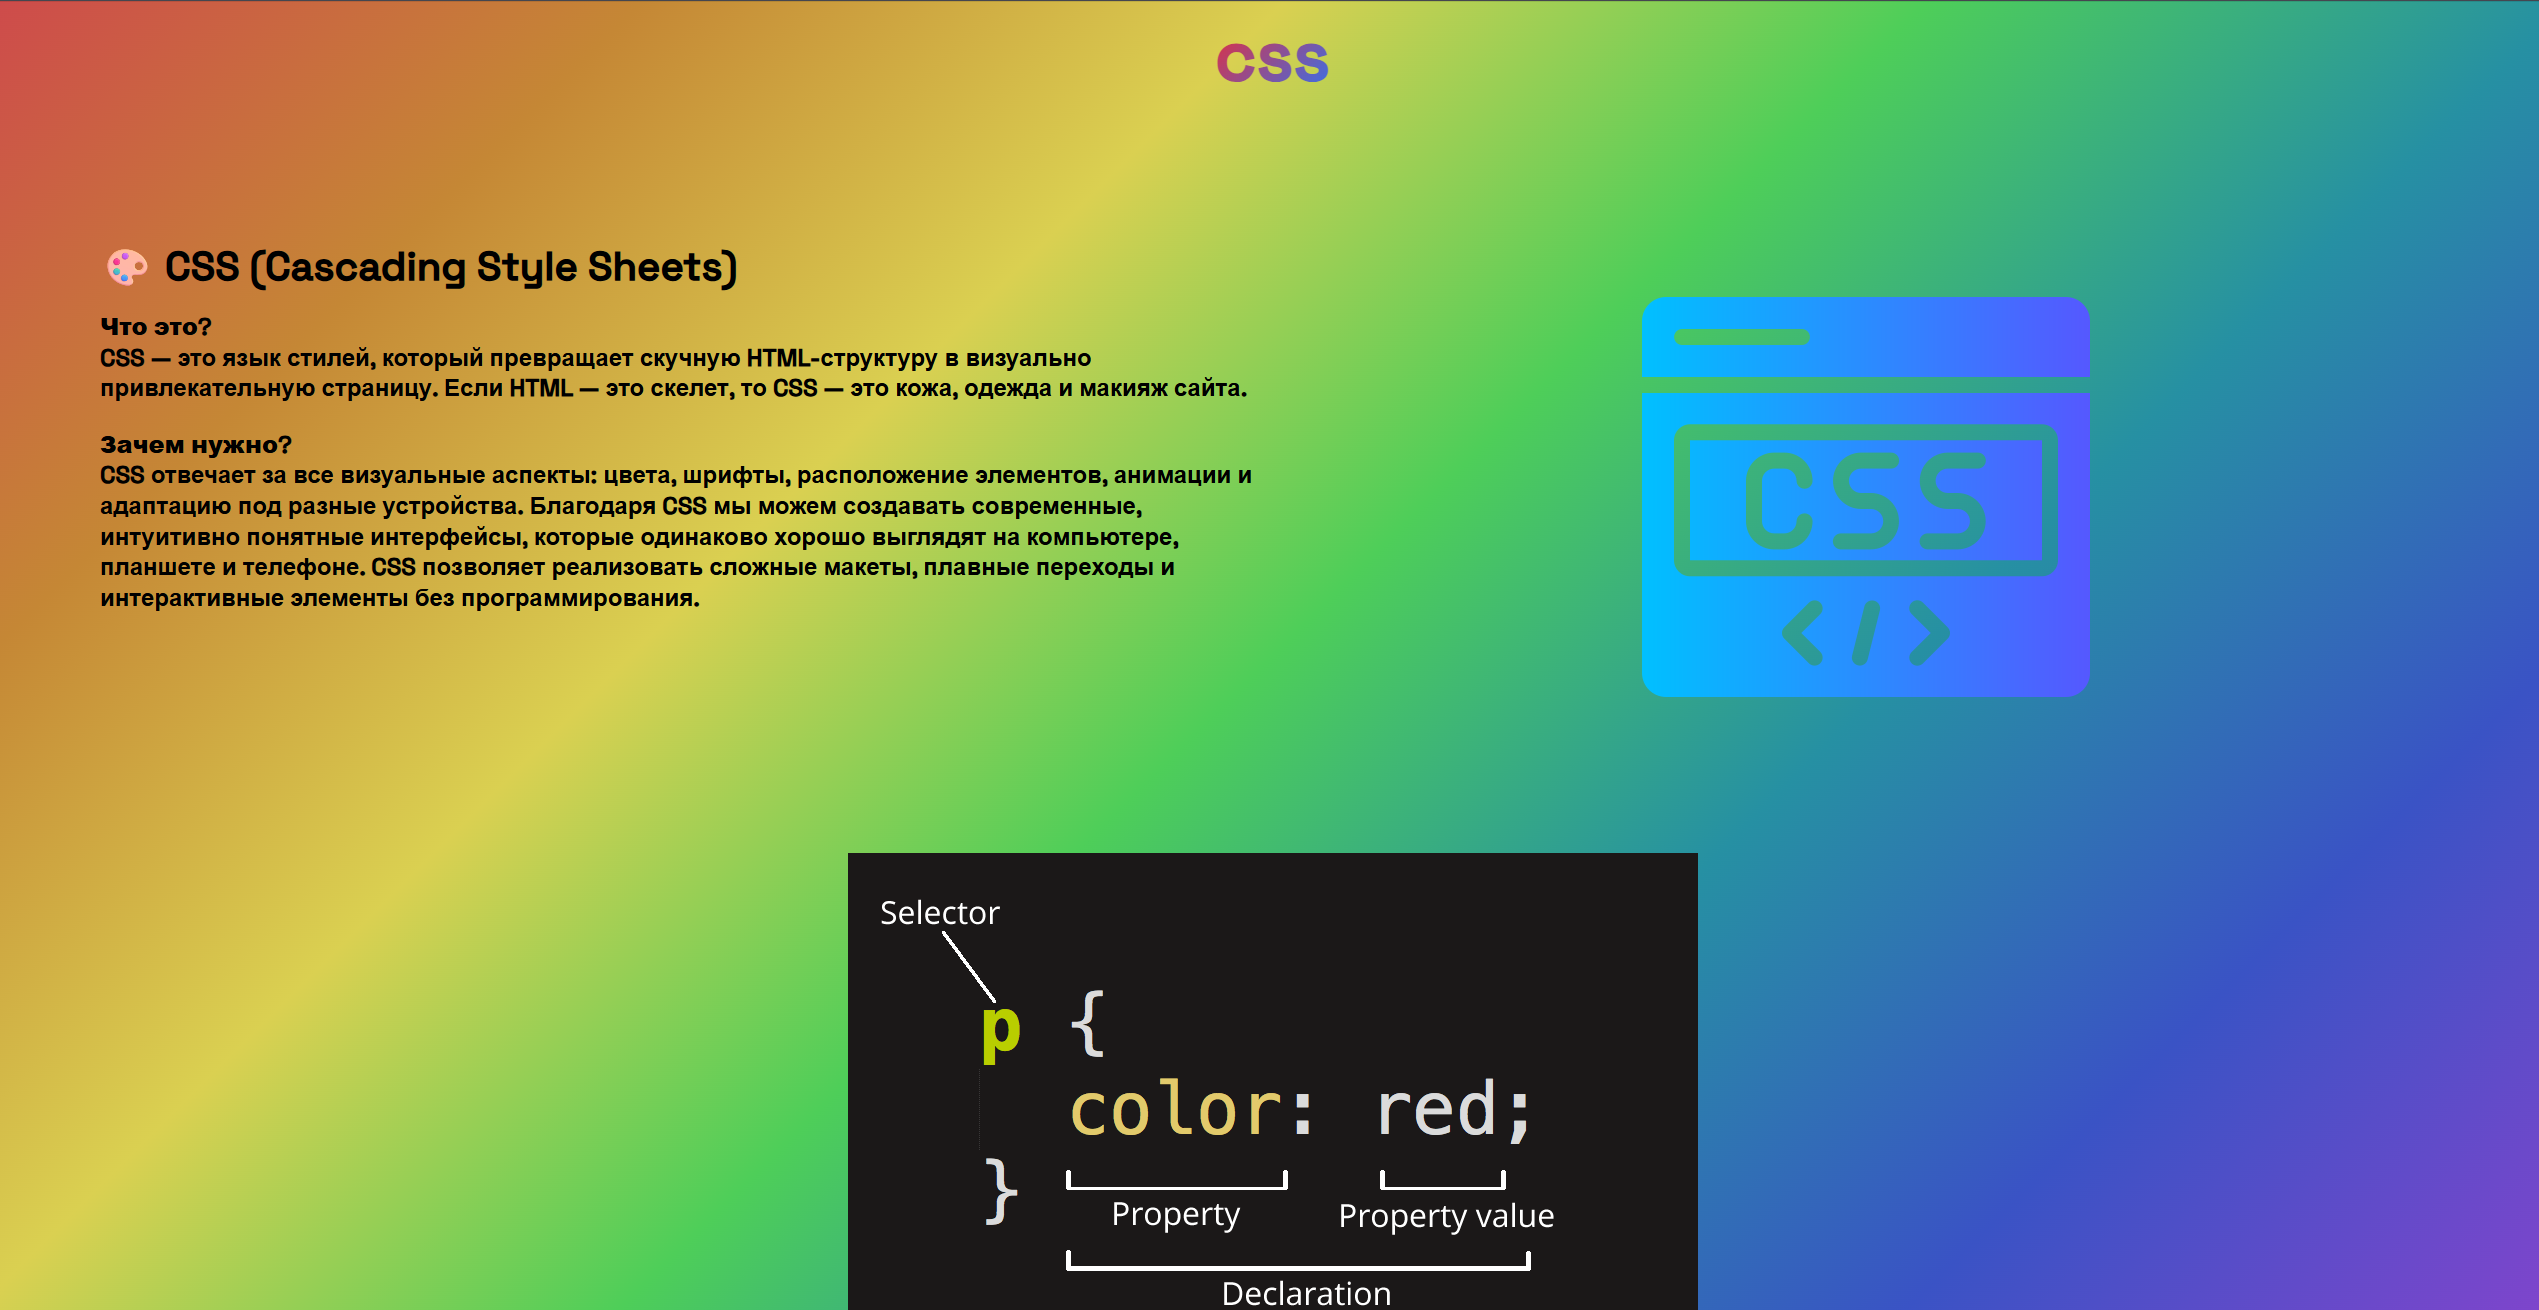 CSS
🎨 CSS (Cascading Style Sheets)
Что это?
CSS — это язык стилей, который превращает скучную HTML-структуру в визуально
привлекательную страницу. Если HTML — это скелет, то CSS — это кожа, одежда и макияж сайта.
Зачем нужно?
CSS отвечает за все визуальные аспекты: цвета, шрифты, расположение элементов, анимации и
адаптацию под разные устройства. Благодаря CSS мы можем создавать современные,
интуитивно понятные интерфейсы, которые одинаково хорошо выглядят на компьютере,
планшете и телефоне. CSS позволяет реализовать сложные макеты, плавные переходы и
интерактивные элементы без программирования.
CSS
</>
Selector
p {
color: red;
}
Property
Property value
Declaration